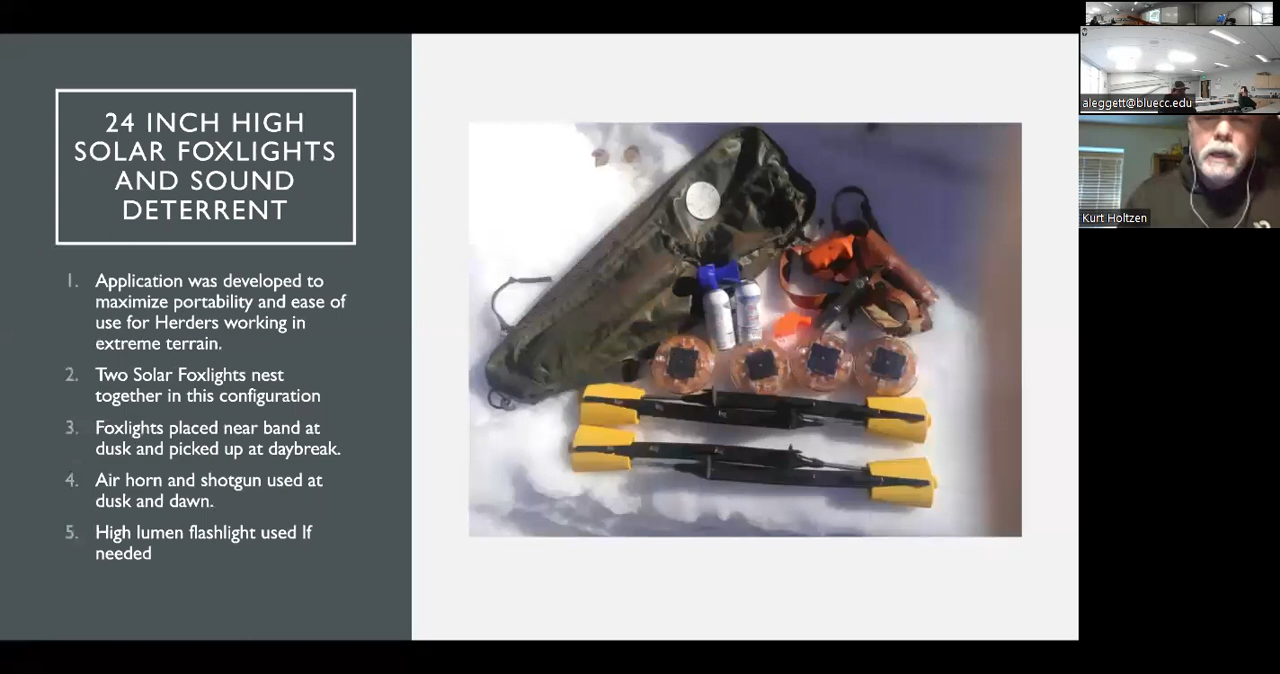 24 INCH HIGH
SOLAR FOXLIGHTS
AND SOUND
DETERRENT
1. Application was developed to
maximize portability and ease of
use for Herders working in
extreme terrain.
2. Two Solar Foxlights nest
together in this configuration
3. Foxlights placed near band at
dusk and picked up at daybreak.
4. Air horn and shotgun used at
dusk and dawn.
5. High lumen flashlight used If
needed
aleggett@bluecc.edu
Kurt Holtzen